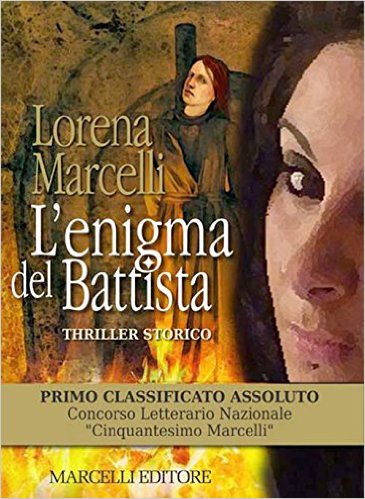 Lorena
Marcelli
L'enigma
del Battista
THRILLER STORICO
PRIMO CLASSIFICATO ASSOLUTO
Concorso Letterario Nazionale
"Cinquantesimo Marcelli"
MARCELLI EDITORE